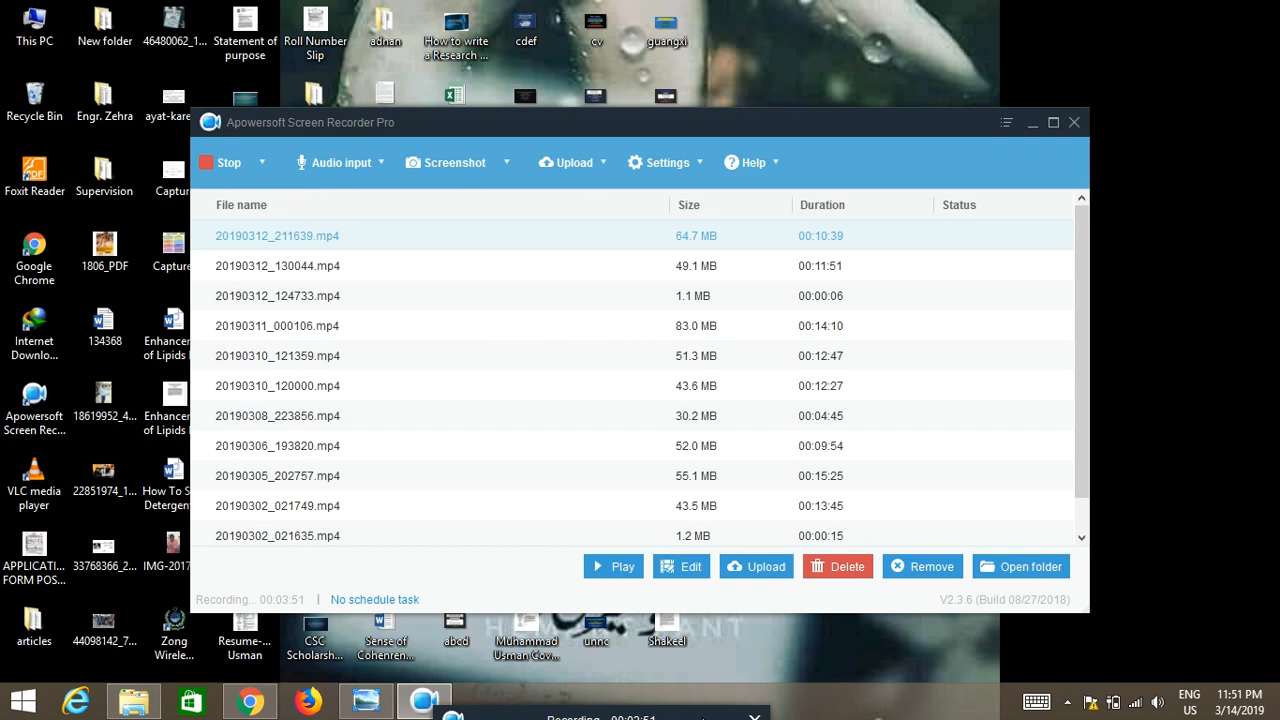 This PC
New folder
46480062_1...
Statement of purpose
Roll Number Slip
adnan
How to write a Research ...
cdef
cv
guangxi
Recycle Bin
Engr. Zehra
ayat-kare
Apowersoft Screen Recorder Pro
Stop
Audio input
Screenshot
Upload
Settings
Help
File name Size Duration Status
20190312_211639.mp4 64.7 MB 00:10:39
20190312_130044.mp4 49.1 MB 00:11:51
20190312_124733.mp4 1.1 MB 00:00:06
20190311_000106.mp4 83.0 MB 00:14:10
20190310_121359.mp4 51.3 MB 00:12:47
20190310_120000.mp4 43.6 MB 00:12:27
20190308_223856.mp4 30.2 MB 00:04:45
20190306_193820.mp4 52.0 MB 00:09:54
20190305_202757.mp4 55.1 MB 00:15:25
20190302_021749.mp4 43.5 MB 00:13:45
20190302_021635.mp4 1.2 MB 00:00:15
Play
Edit
Upload
Delete
Remove
Open folder
Recording... 00:03:51 | No schedule task
V2.3.6 (Build 08/27/2018)
Foxit Reader
Supervision
Captur
Google Chrome
1806_PDF
Capture
Internet Downlo...
134368
Enhancer
of Lipids
Apowersoft Screen Rec...
18619952_4...
Enhancer
of Lipids
VLC media player
22851974_1...
How To S
Detergen
APPLICATI...
FORM POS...
33768366_2...
IMG-2017
articles
44098142_7...
Zong Wirele...
Resume-... Usman
CSC Scholarsh...
Sense of Cohenren...
abcd
Muhammad Usman Cov...
unnc
Shakeel
ENG
US
11:51 PM
3/14/2019
Recording... 00:03:51